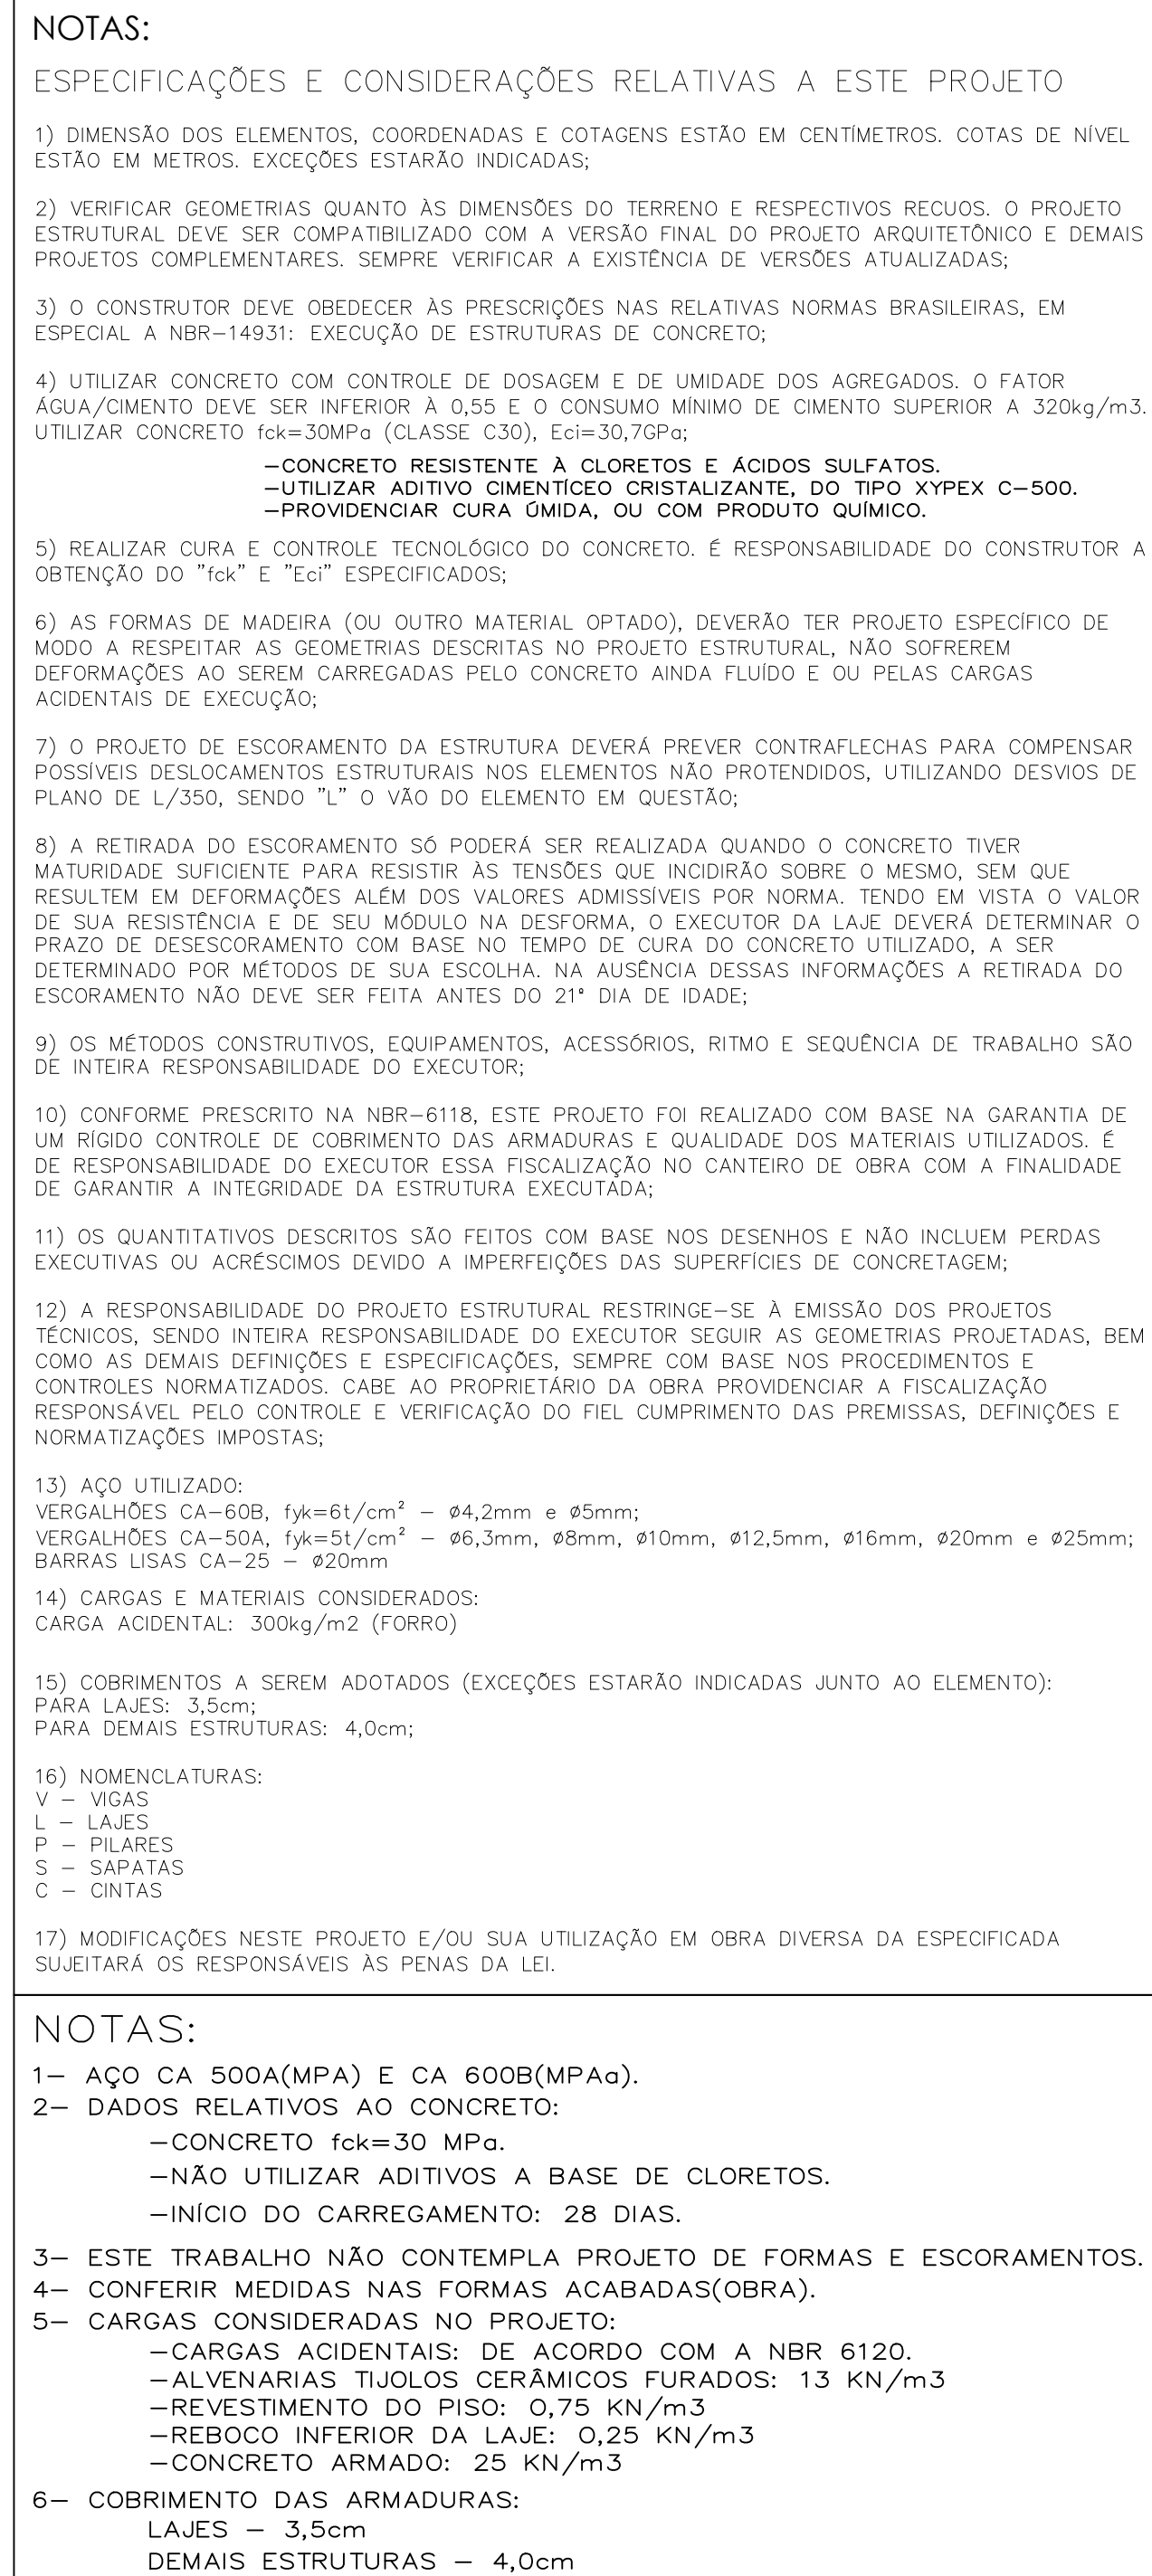 NOTAS:
ESPECIFICAÇÕES E CONSIDERAÇÕES RELATIVAS A ESTE PROJETO
1) DIMENSÃO DOS ELEMENTOS, COORDENADAS E COTAGENS ESTÃO EM CENTÍMETROS. COTAS DE NÍVEL
ESTÃO EM METROS. EXCEÇÕES ESTARÃO INDICADAS;
2) VERIFICAR GEOMETRIAS QUANTO ÀS DIMENSÕES DO TERRENO E RESPECTIVOS RECUOS. O PROJETO
ESTRUTURAL DEVE SER COMPATIBILIZADO COM A VERSÃO FINAL DO PROJETO ARQUITETÔNICO E DEMAIS
PROJETOS COMPLEMENTARES. SEMPRE VERIFICAR A EXISTÊNCIA DE VERSÕES ATUALIZADAS;
3) O CONSTRUTOR DEVE OBEDECER ÀS PRESCRIÇÕES NAS RELATIVAS NORMAS BRASILEIRAS, EM
ESPECIAL A NBR-14931: EXECUÇÃO DE ESTRUTURAS DE CONCRETO;
4) UTILIZAR CONCRETO COM CONTROLE DE DOSAGEM E DE UMIDADE DOS AGREGADOS. O FATOR
ÁGUA/CIMENTO DEVE SER INFERIOR À 0,55 E O CONSUMO MÍNIMO DE CIMENTO SUPERIOR A 320kg/m3.
UTILIZAR CONCRETO fck=30MPa (CLASSE C30), Eci=30,7GPa;
-CONCRETO RESISTENTE À CLORETOS E ÁCIDOS SULFATOS.
-UTILIZAR ADITIVO CIMENTÍCEO CRISTALIZANTE, DO TIPO XYPEX C-500.
-PROVIDENCIAR CURA ÚMIDA, OU COM PRODUTO QUÍMICO.
5) REALIZAR CURA E CONTROLE TECNOLÓGICO DO CONCRETO. É RESPONSABILIDADE DO CONSTRUTOR A
OBTENÇÃO DO "fck" E "Eci" ESPECIFICADOS;
6) AS FORMAS DE MADEIRA (OU OUTRO MATERIAL OPTADO), DEVERÃO TER PROJETO ESPECÍFICO DE
MODO A RESPEITAR AS GEOMETRIAS DESCRITAS NO PROJETO ESTRUTURAL, NÃO SOFREREM
DEFORMAÇÕES AO SEREM CARREGADAS PELO CONCRETO AINDA FLUÍDO E OU PELAS CARGAS
ACIDENTAIS DE EXECUÇÃO;
7) O PROJETO DE ESCORAMENTO DA ESTRUTURA DEVERÁ PREVER CONTRAFLECHAS PARA COMPENSAR
POSSÍVEIS DESLOCAMENTOS ESTRUTURAIS NOS ELEMENTOS NÃO PROTENDIDOS, UTILIZANDO DESVIOS DE
PLANO DE L/350, SENDO "L" O VÃO DO ELEMENTO EM QUESTÃO;
8) A RETIRADA DO ESCORAMENTO SÓ PODERÁ SER REALIZADA QUANDO O CONCRETO TIVER
MATURIDADE SUFICIENTE PARA RESISTIR ÀS TENSÕES QUE INCIDIRÃO SOBRE O MESMO, SEM QUE
RESULTEM EM DEFORMAÇÕES ALÉM DOS VALORES ADMISSÍVEIS POR NORMA. TENDO EM VISTA O VALOR
DE SUA RESISTÊNCIA E DE SEU MÓDULO NA DESFORMA, O EXECUTOR DA LAJE DEVERÁ DETERMINAR O
PRAZO DE DESESCORAMENTO COM BASE NO TEMPO DE CURA DO CONCRETO UTILIZADO, A SER
DETERMINADO POR MÉTODOS DE SUA ESCOLHA. NA AUSÊNCIA DESSAS INFORMAÇÕES A RETIRADA DO
ESCORAMENTO NÃO DEVE SER FEITA ANTES DO 21° DIA DE IDADE;
9) OS MÉTODOS CONSTRUTIVOS, EQUIPAMENTOS, ACESSÓRIOS, RITMO E SEQUÊNCIA DE TRABALHO SÃO
DE INTEIRA RESPONSABILIDADE DO EXECUTOR;
10) CONFORME PRESCRITO NA NBR-6118, ESTE PROJETO FOI REALIZADO COM BASE NA GARANTIA DE
UM RÍGIDO CONTROLE DE COBRIMENTO DAS ARMADURAS E QUALIDADE DOS MATERIAIS UTILIZADOS. É
DE RESPONSABILIDADE DO EXECUTOR ESSA FISCALIZAÇÃO NO CANTEIRO DE OBRA COM A FINALIDADE
DE GARANTIR A INTEGRIDADE DA ESTRUTURA EXECUTADA;
11) OS QUANTITATIVOS DESCRITOS SÃO FEITOS COM BASE NOS DESENHOS E NÃO INCLUEM PERDAS
EXECUTIVAS OU ACRÉSCIMOS DEVIDO A IMPERFEIÇÕES DAS SUPERFÍCIES DE CONCRETAGEM;
12) A RESPONSABILIDADE DO PROJETO ESTRUTURAL RESTRINGE-SE À EMISSÃO DOS PROJETOS
TÉCNICOS, SENDO INTEIRA RESPONSABILIDADE DO EXECUTOR SEGUIR AS GEOMETRIAS PROJETADAS, BEM
COMO AS DEMAIS DEFINIÇÕES E ESPECIFICAÇÕES, SEMPRE COM BASE NOS PROCEDIMENTOS E
CONTROLES NORMATIZADOS. CABE AO PROPRIETÁRIO DA OBRA PROVIDENCIAR A FISCALIZAÇÃO
RESPONSÁVEL PELO CONTROLE E VERIFICAÇÃO DO FIEL CUMPRIMENTO DAS PREMISSAS, DEFINIÇÕES E
NORMATIZAÇÕES IMPOSTAS;
13) AÇO UTILIZADO:
VERGALHÕES CA-60B, fyk=6t/cm² - ø4,2mm e ø5mm;
VERGALHÕES CA-50A, fyk=5t/cm² - ø6,3mm, ø8mm, ø10mm, ø12,5mm, ø16mm, ø20mm e ø25mm;
BARRAS LISAS CA-25 - ø20mm
14) CARGAS E MATERIAIS CONSIDERADOS:
CARGA ACIDENTAL: 300kg/m2 (FORRO)
15) COBRIMENTOS A SEREM ADOTADOS (EXCEÇÕES ESTARÃO INDICADAS JUNTO AO ELEMENTO):
PARA LAJES: 3,5cm;
PARA DEMAIS ESTRUTURAS: 4,0cm;
16) NOMENCLATURAS:
V - VIGAS
L - LAJES
P - PILARES
S - SAPATAS
C - CINTAS
17) MODIFICAÇÕES NESTE PROJETO E/OU SUA UTILIZAÇÃO EM OBRA DIVERSA DA ESPECIFICADA
SUJEITARÁ OS RESPONSÁVEIS ÀS PENAS DA LEI.
NOTAS:
1- AÇO CA 500A(MPA) E CA 600B(MPAa).
2- DADOS RELATIVOS AO CONCRETO:
-CONCRETO fck=30 MPa.
-NÃO UTILIZAR ADITIVOS A BASE DE CLORETOS.
-INÍCIO DO CARREGAMENTO: 28 DIAS.
3- ESTE TRABALHO NÃO CONTEMPLA PROJETO DE FORMAS E ESCORAMENTOS.
4- CONFERIR MEDIDAS NAS FORMAS ACABADAS(OBRA).
5- CARGAS CONSIDERADAS NO PROJETO:
-CARGAS ACIDENTAIS: DE ACORDO COM A NBR 6120.
-ALVENARIAS TIJOLOS CERÂMICOS FURADOS: 13 KN/m3
-REVESTIMENTO DO PISO: 0,75 KN/m3
-REBOCO INFERIOR DA LAJE: 0,25 KN/m3
-CONCRETO ARMADO: 25 KN/m3
6- COBRIMENTO DAS ARMADURAS:
LAJES - 3,5cm
DEMAIS ESTRUTURAS - 4,0cm